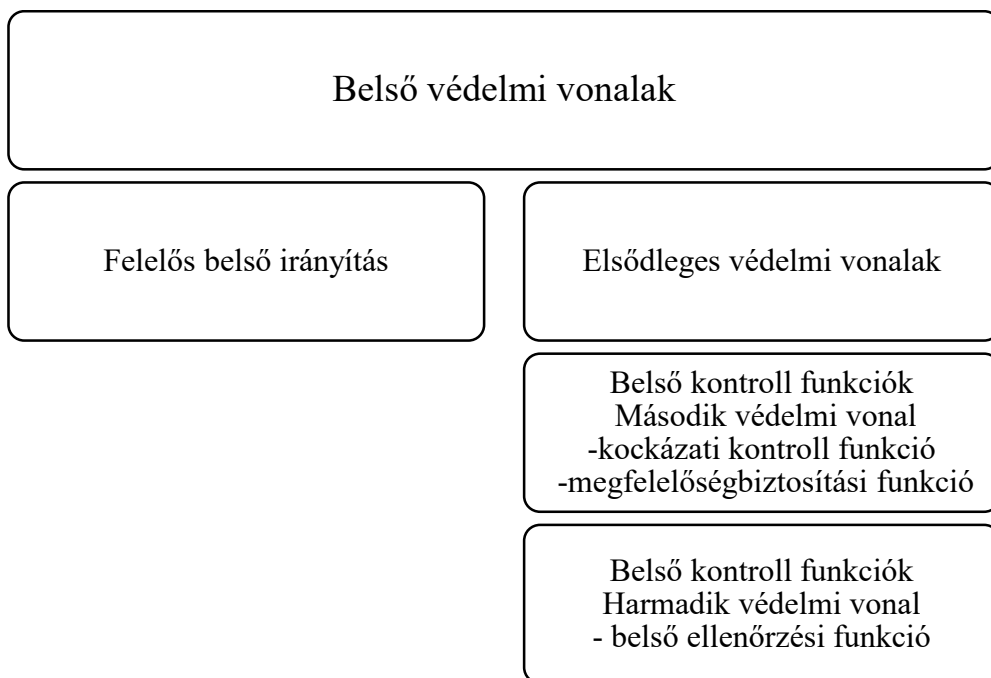 Belső védelmi vonalak
Felelős belső irányítás
Elsődleges védelmi vonalak
Belső kontroll funkciók
Második védelmi vonal
-kockázati kontroll funkció
-megfelelőségbiztosítási funkció
Belső kontroll funkciók
Harmadik védelmi vonal
- belső ellenőrzési funkció